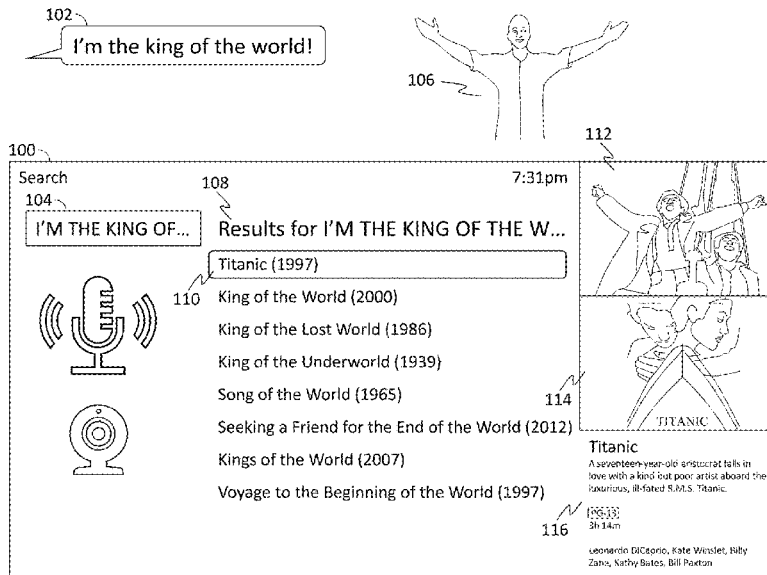 102
I'm the king of the world!
106
112
100
Search
7:31pm
104
108
I'M THE KING OF...
Results for I'M THE KING OF THE W...
110
Titanic (1997)
King of the World (2000)
King of the Lost World (1986)
King of the Underworld (1939)
Song of the World (1965)
Seeking a Friend for the End of the World (2012)
Kings of the World (2007)
Voyage to the Beginning of the World (1997)
114
TITANIC
Titanic
A seventeen-year-old aristocrat falls in
love with a kind but poor artist aboard the
luxurious, ill-fated R.M.S. Titanic.
116
PG-13
3h 14m
Leonardo DiCaprio, Kate Winslet, Billy
Zane, Kathy Bates, Bill Paxton